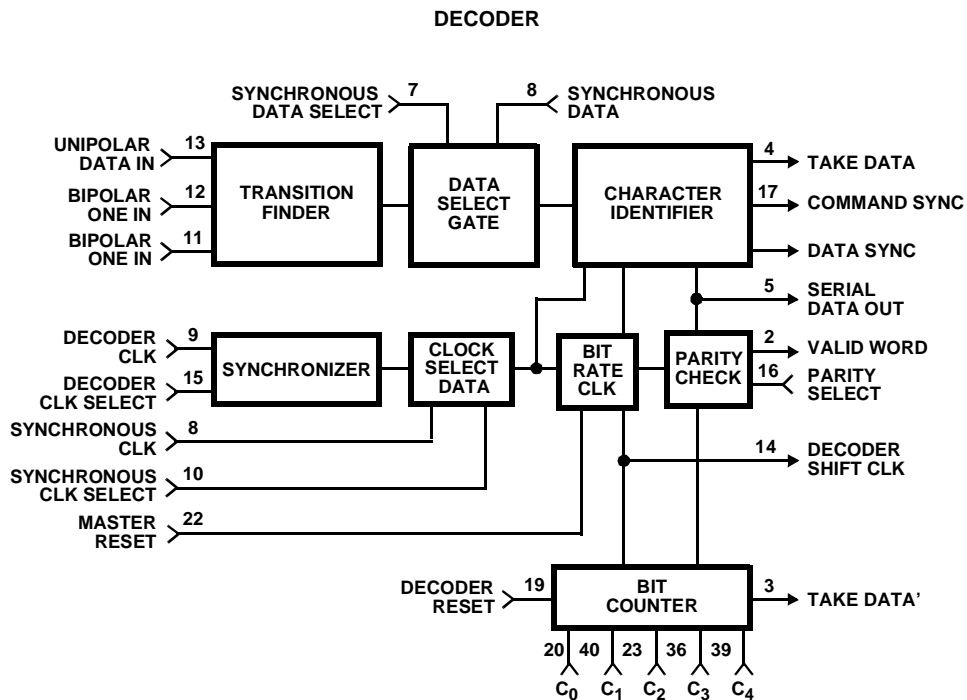 DECODER
SYNCHRONOUS
DATA SELECT
7
8
SYNCHRONOUS
DATA
UNIPOLAR
DATA IN
13
BIPOLAR
ONE IN
12
BIPOLAR
ONE IN
11
TRANSITION
FINDER
DATA
SELECT
GATE
CHARACTER
IDENTIFIER
4
TAKE DATA
17
COMMAND SYNC
DATA SYNC
5
SERIAL
DATA OUT
DECODER
CLK
9
DECODER
CLK SELECT
15
SYNCHRONIZER
CLOCK
SELECT
DATA
BIT
RATE
CLK
PARITY
CHECK
2
VALID WORD
16
PARITY
SELECT
SYNCHRONOUS
CLK
8
SYNCHRONOUS
CLK SELECT
10
14
DECODER
SHIFT CLK
MASTER
RESET
22
DECODER
RESET
19
BIT
COUNTER
3
TAKE DATA'
20 40 23 36 39
C0 C1 C2 C3 C4